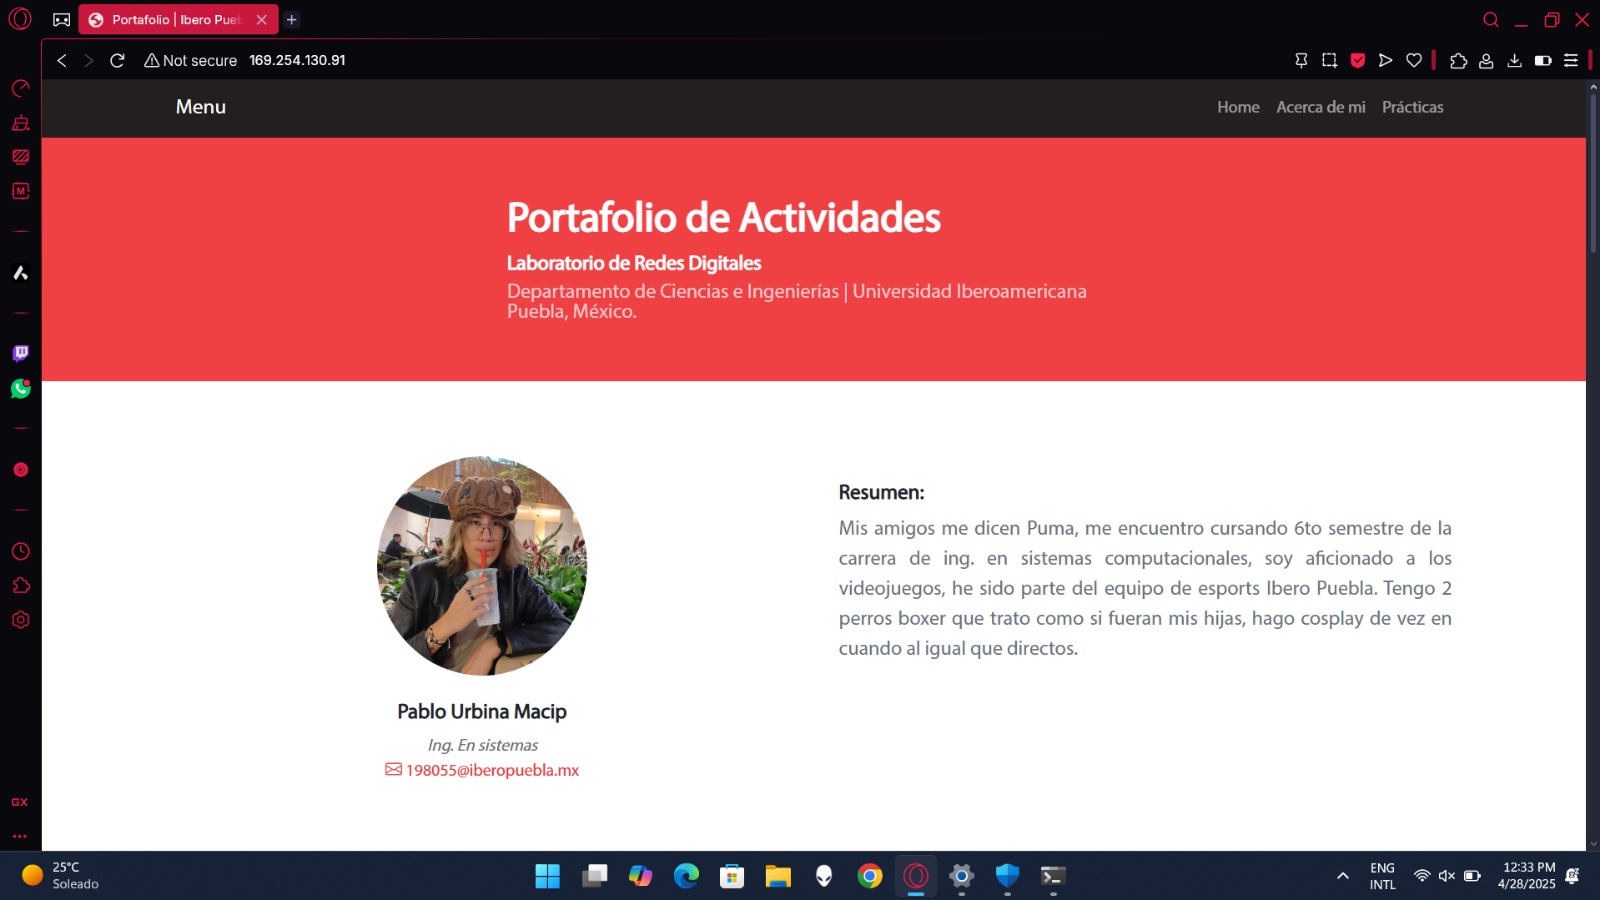 Portafolio | Ibero Pueb
Not secure 169.254.130.91
Menu
Home Acerca de mi Prácticas
Portafolio de Actividades
Laboratorio de Redes Digitales
Departamento de Ciencias e Ingenierías | Universidad Iberoamericana
Puebla, México.
Resumen:
Mis amigos me dicen Puma, me encuentro cursando 6to semestre de la
carrera de ing. en sistemas computacionales, soy aficionado a los
videojuegos, he sido parte del equipo de esports Ibero Puebla. Tengo 2
perros boxer que trato como si fueran mis hijas, hago cosplay de vez en
cuando al igual que directos.
Pablo Urbina Macip
Ing. En sistemas
198055@iberopuebla.mx
GX
25°C
Soleado
ENG
INTL
12:33 PM
4/28/2025